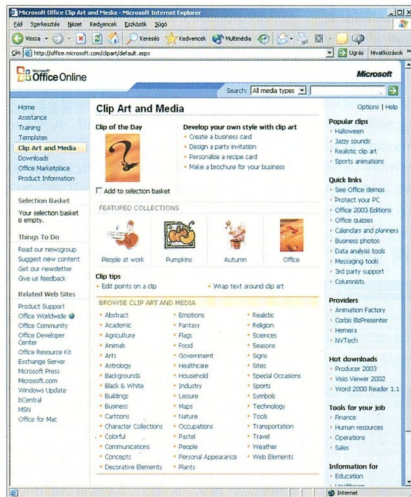 Microsoft Office Clip Art and Media - Microsoft Internet Explorer
Fájl Szerkesztés Nézet Kedvencek Eszközök Súgó
Vissza Keresés Kedvencek Multimédia
Cím http://office.microsoft.com/clipart/default.aspx Ugrás Hivatkozások »
Microsoft Office Online Microsoft
Search: All media types
Home
Assistance
Training
Templates
Clip Art and Media
Downloads
Office Marketplace
Product Information
Selection Basket
Your selection basket
is empty.
Things To Do
Read our newsgroup
Suggest new content
Get our newsletter
Give us feedback
Related Web Sites
Product Support
Office Worldwide
Office Community
Office Developer
Center
Office Resource Kit
Exchange Server
Microsoft Press
Microsoft.com
Windows Update
bCentral
MSN
Office for Mac
Clip Art and Media
Options | Help
Clip of the Day
Develop your own style with clip art
Create a business card
Design a party invitation
Personalize a recipe card
Make a brochure for your business
Add to selection basket
FEATURED COLLECTIONS
People at work Pumpkins Autumn Office
Clip tips
Edit points on a clip Wrap text around clip art
BROWSE CLIP ART AND MEDIA
Abstract
Academic
Agriculture
Animals
Arts
Astrology
Backgrounds
Black & White
Buildings
Business
Cartoons
Character Collections
Colorful
Communications
Concepts
Decorative Elements
Emotions
Fantasy
Flags
Food
Government
Healthcare
Household
Industry
Leisure
Maps
Nature
Occupations
Pastel
People
Personal Appearance
Plants
Realistic
Religion
Sciences
Seasons
Signs
Sites
Special Occasions
Sports
Symbols
Technology
Tools
Transportation
Travel
Weather
Web Elements
Popular clips
Halloween
Jazzy sounds
Realistic clip art
Sports animations
Quick links
See Office demos
Protect your PC
Office 2003 Editions
Office quizzes
Calendars and planners
Business photos
Data analysis tools
Messaging tools
3rd party support
Columnists
Providers
Animation Factory
Corbis BizPresenter
Hemera
NVTech
Hot downloads
Producer 2003
Visio Viewer 2002
Word 2000 Reader 1.1
Tools for your job
Finance
Human resources
Operations
Sales
Information for
Education
Internet